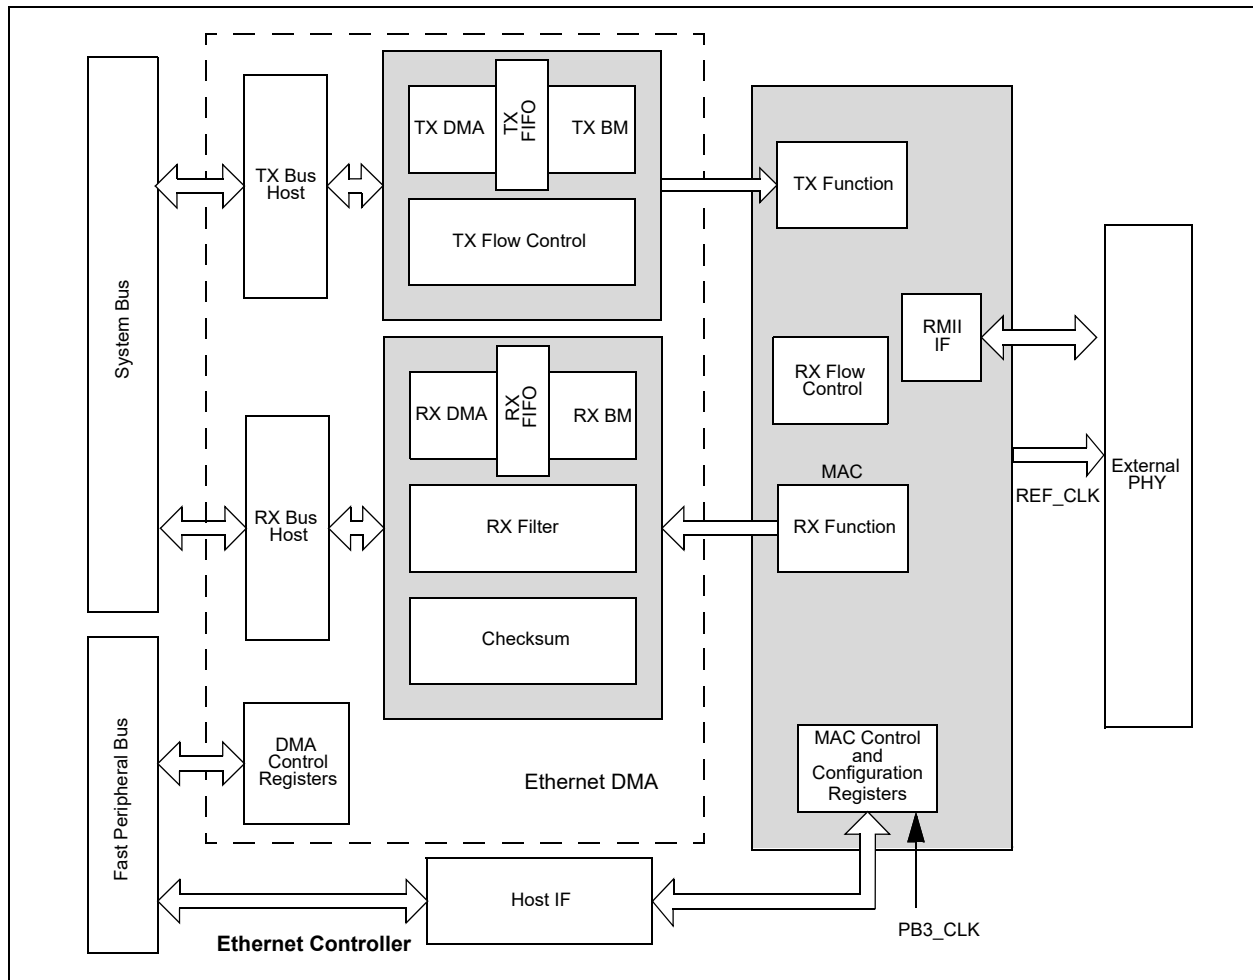 System Bus
TX Bus
Host
TX DMA
TX
FIFO
TX BM
TX Flow Control
TX Function
RMII
IF
RX Flow
Control
RX DMA
RX
FIFO
RX BM
MAC
RX Bus
Host
RX Filter
RX Function
REF_CLK
External
PHY
Checksum
Fast Peripheral Bus
DMA
Control
Registers
Ethernet DMA
MAC Control
and
Configuration
Registers
Host IF
PB3_CLK
Ethernet Controller